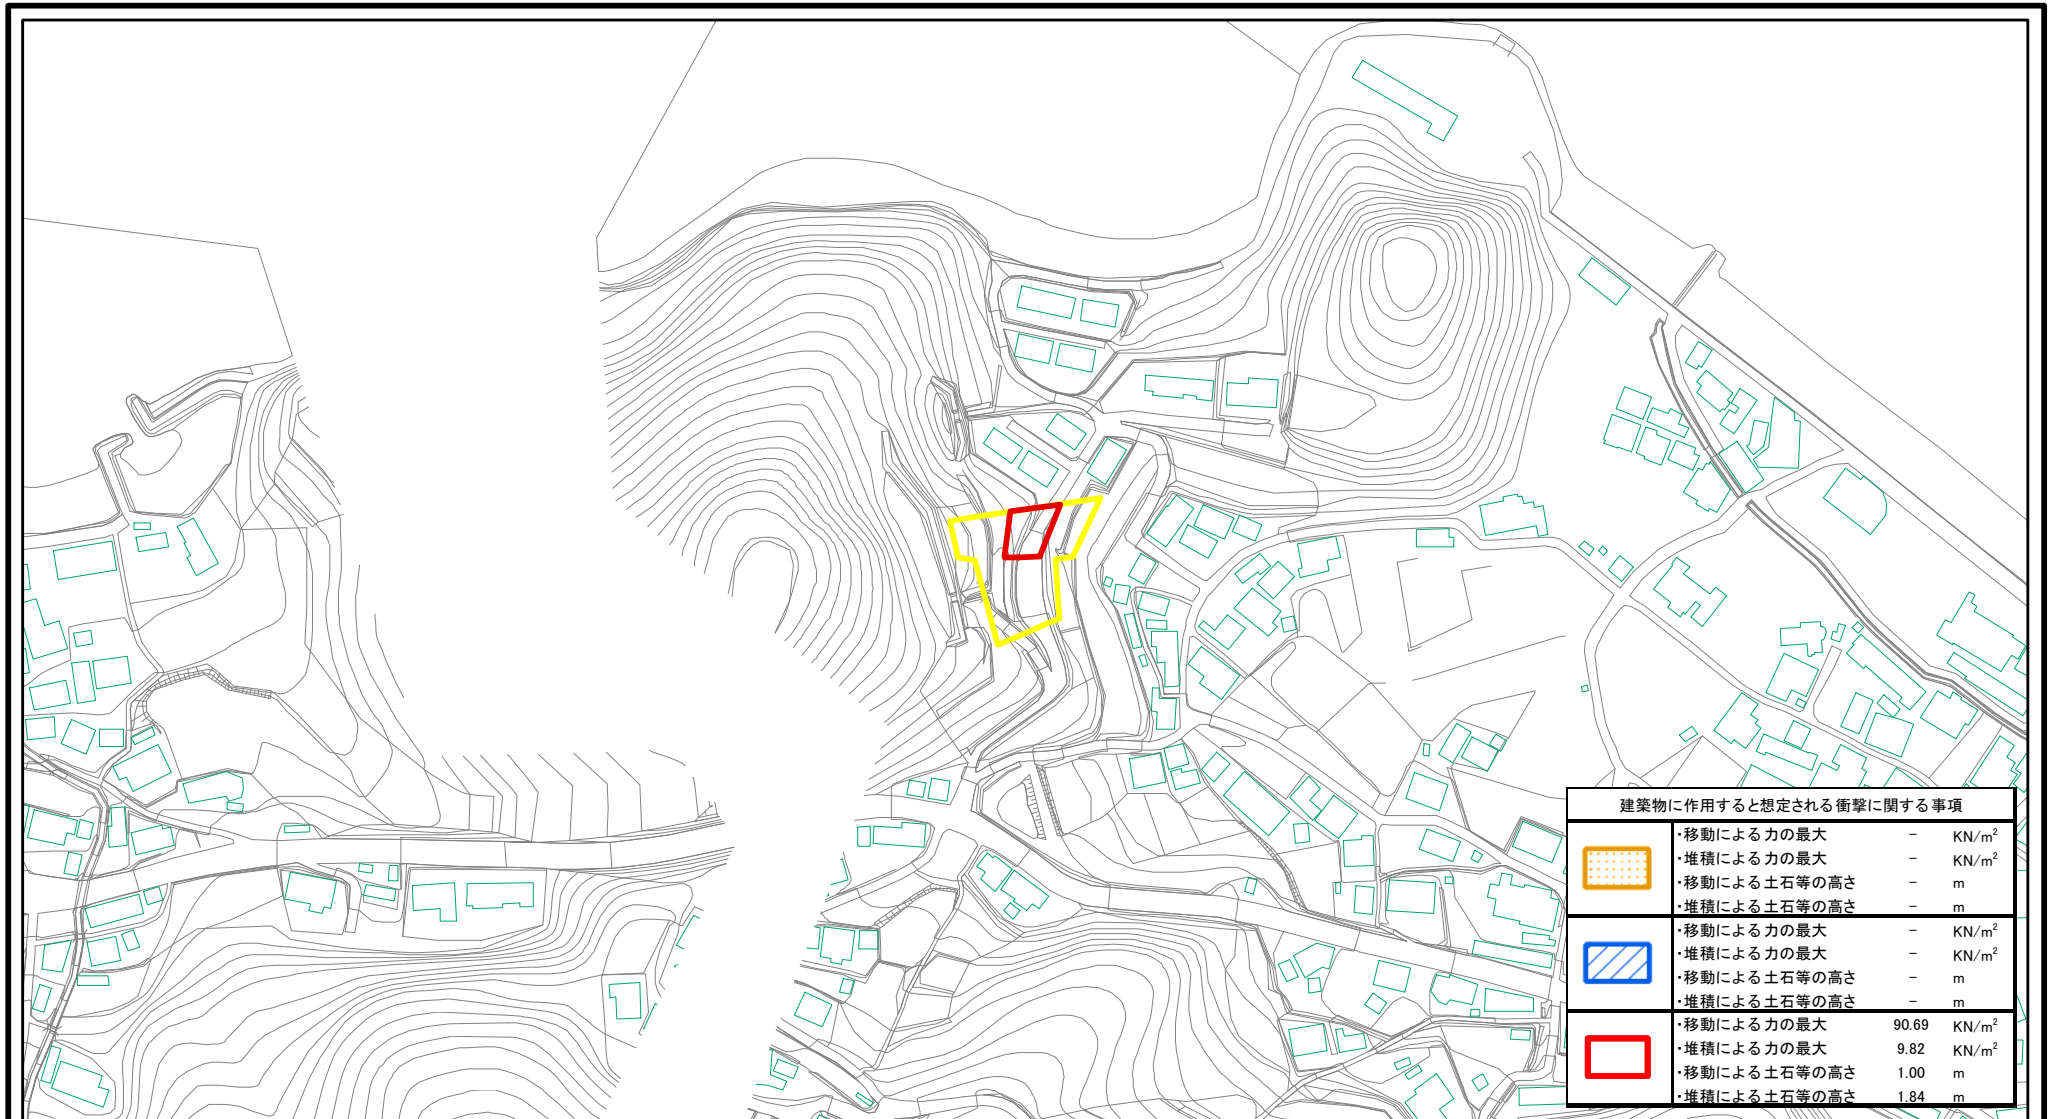 建築物に作用すると想定される衝撃に関する事項
・移動による力の最大 － KN/m²
・堆積による力の最大 － KN/m²
・移動による土石等の高さ － m
・堆積による土石等の高さ － m
・移動による力の最大 － KN/m²
・堆積による力の最大 － KN/m²
・移動による土石等の高さ － m
・堆積による土石等の高さ － m
・移動による力の最大 90.69 KN/m²
・堆積による力の最大 9.82 KN/m²
・移動による土石等の高さ 1.00 m
・堆積による土石等の高さ 1.84 m